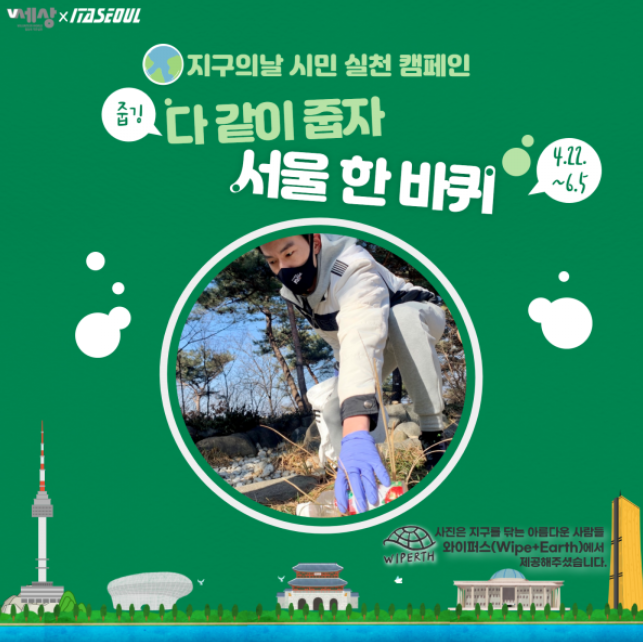 V세상 × ITASEOUL
지구의날 시민 실천 캠페인
줍깅
다 같이 줍자
서울 한 바퀴
4.22.
~6.5
사진은 지구를 닦는 아름다운 사람들
와이퍼스(Wipe+Earth)에서
제공해주셨습니다.
WIPERTH